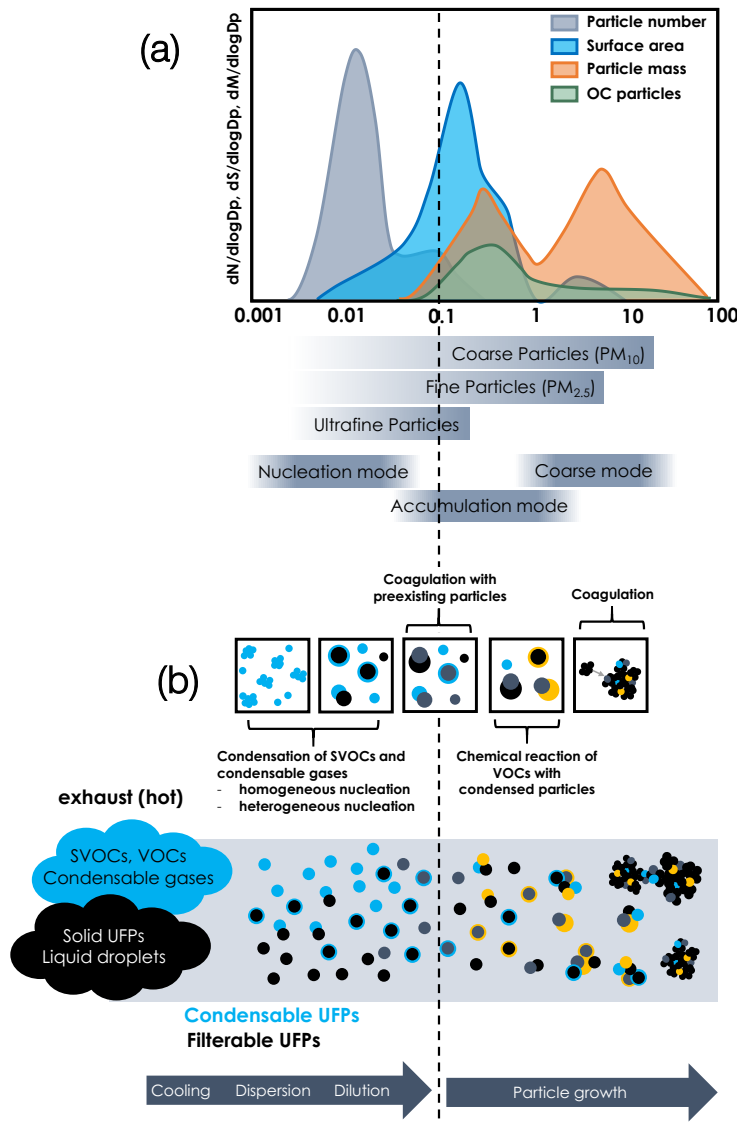 (a)
dN/dlogDp, dS/dlogDp, dM/dlogDp
Particle number
Surface area
Particle mass
OC particles
0.001 0.01 0.1 1 10 100
Coarse Particles (PM10)
Fine Particles (PM2.5)
Ultrafine Particles
Nucleation mode
Coarse mode
Accumulation mode
Coagulation with
preexisting particles
Coagulation
(b)
Condensation of SVOCs and
condensable gases
- homogeneous nucleation
- heterogeneous nucleation
Chemical reaction of
VOCs with
condensed particles
exhaust (hot)
SVOCs, VOCs
Condensable gases
Solid UFPs
Liquid droplets
Condensable UFPs
Filterable UFPs
Cooling Dispersion Dilution
Particle growth